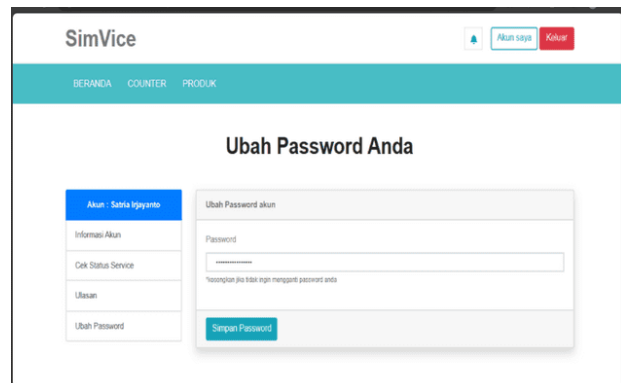 SimVice
Akun saya Keluar
BERANDA COUNTER PRODUK
Ubah Password Anda
Akun : Satria Irjayanto
Informasi Akun
Cek Status Service
Ulasan
Ubah Password
Ubah Password akun
Password
*kosongkan jika tidak ingin mengganti password anda
Simpan Password